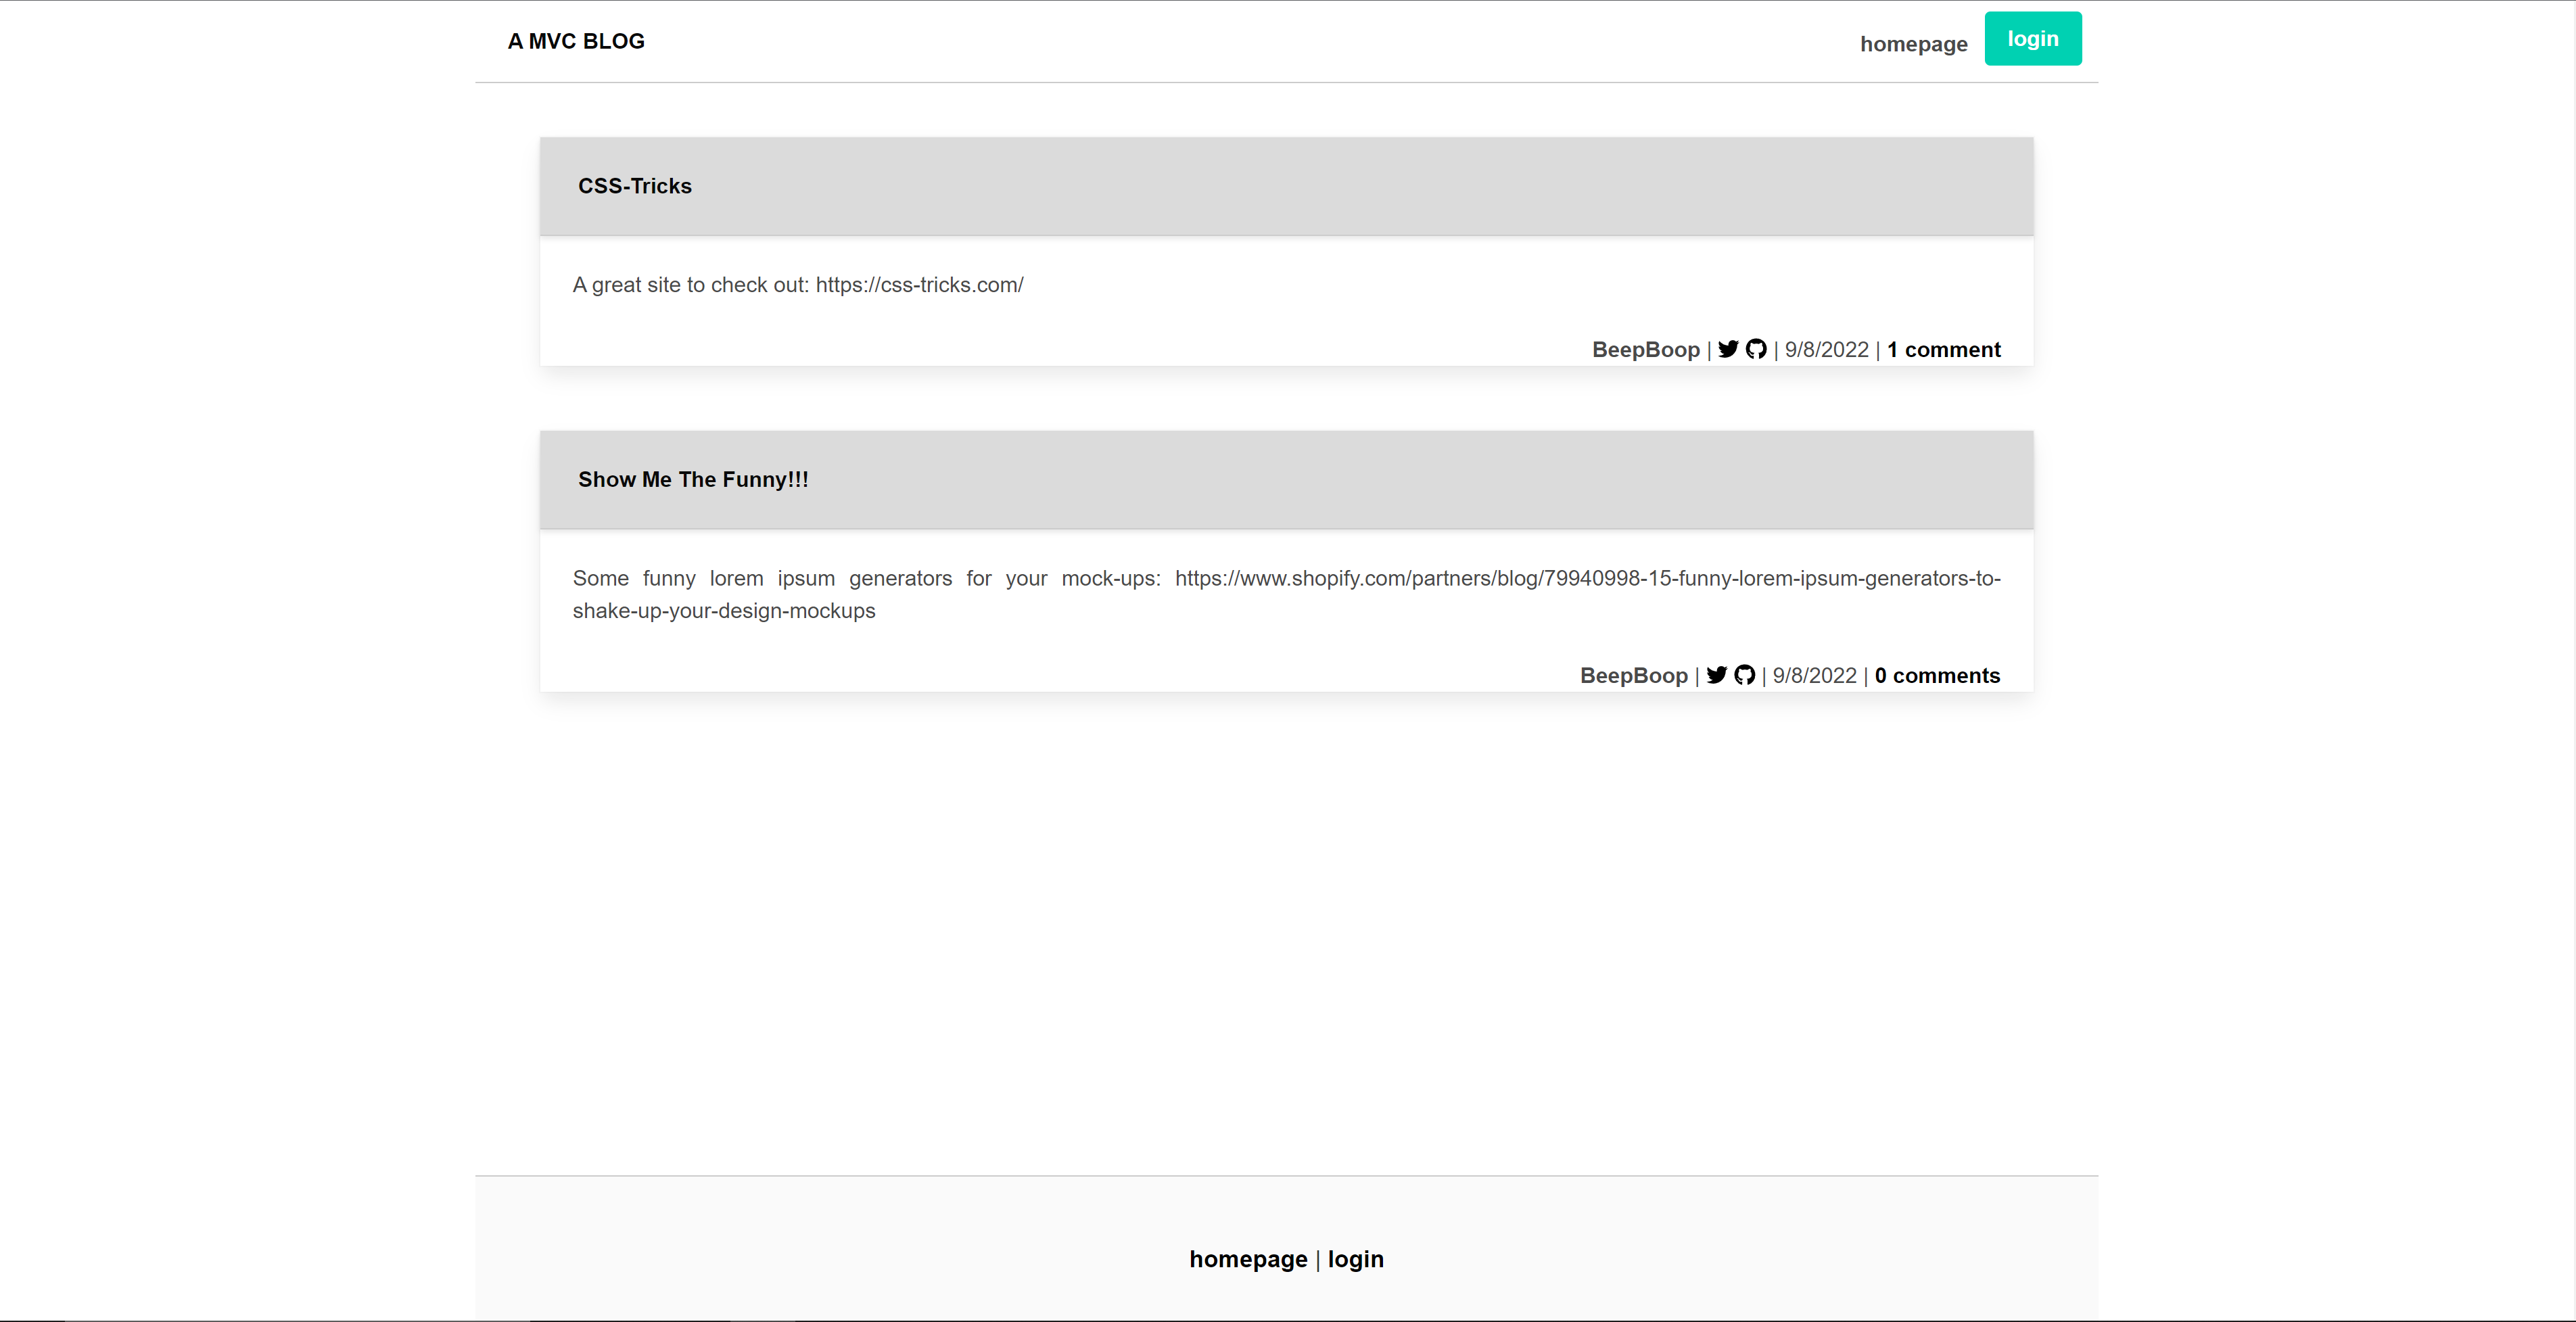 A MVC BLOG
homepage login
CSS-Tricks
A great site to check out: https://css-tricks.com/
BeepBoop | | 9/8/2022 | 1 comment
Show Me The Funny!!!
Some funny lorem ipsum generators for your mock-ups: https://www.shopify.com/partners/blog/79940998-15-funny-lorem-ipsum-generators-to-
shake-up-your-design-mockups
BeepBoop | | 9/8/2022 | 0 comments
homepage | login